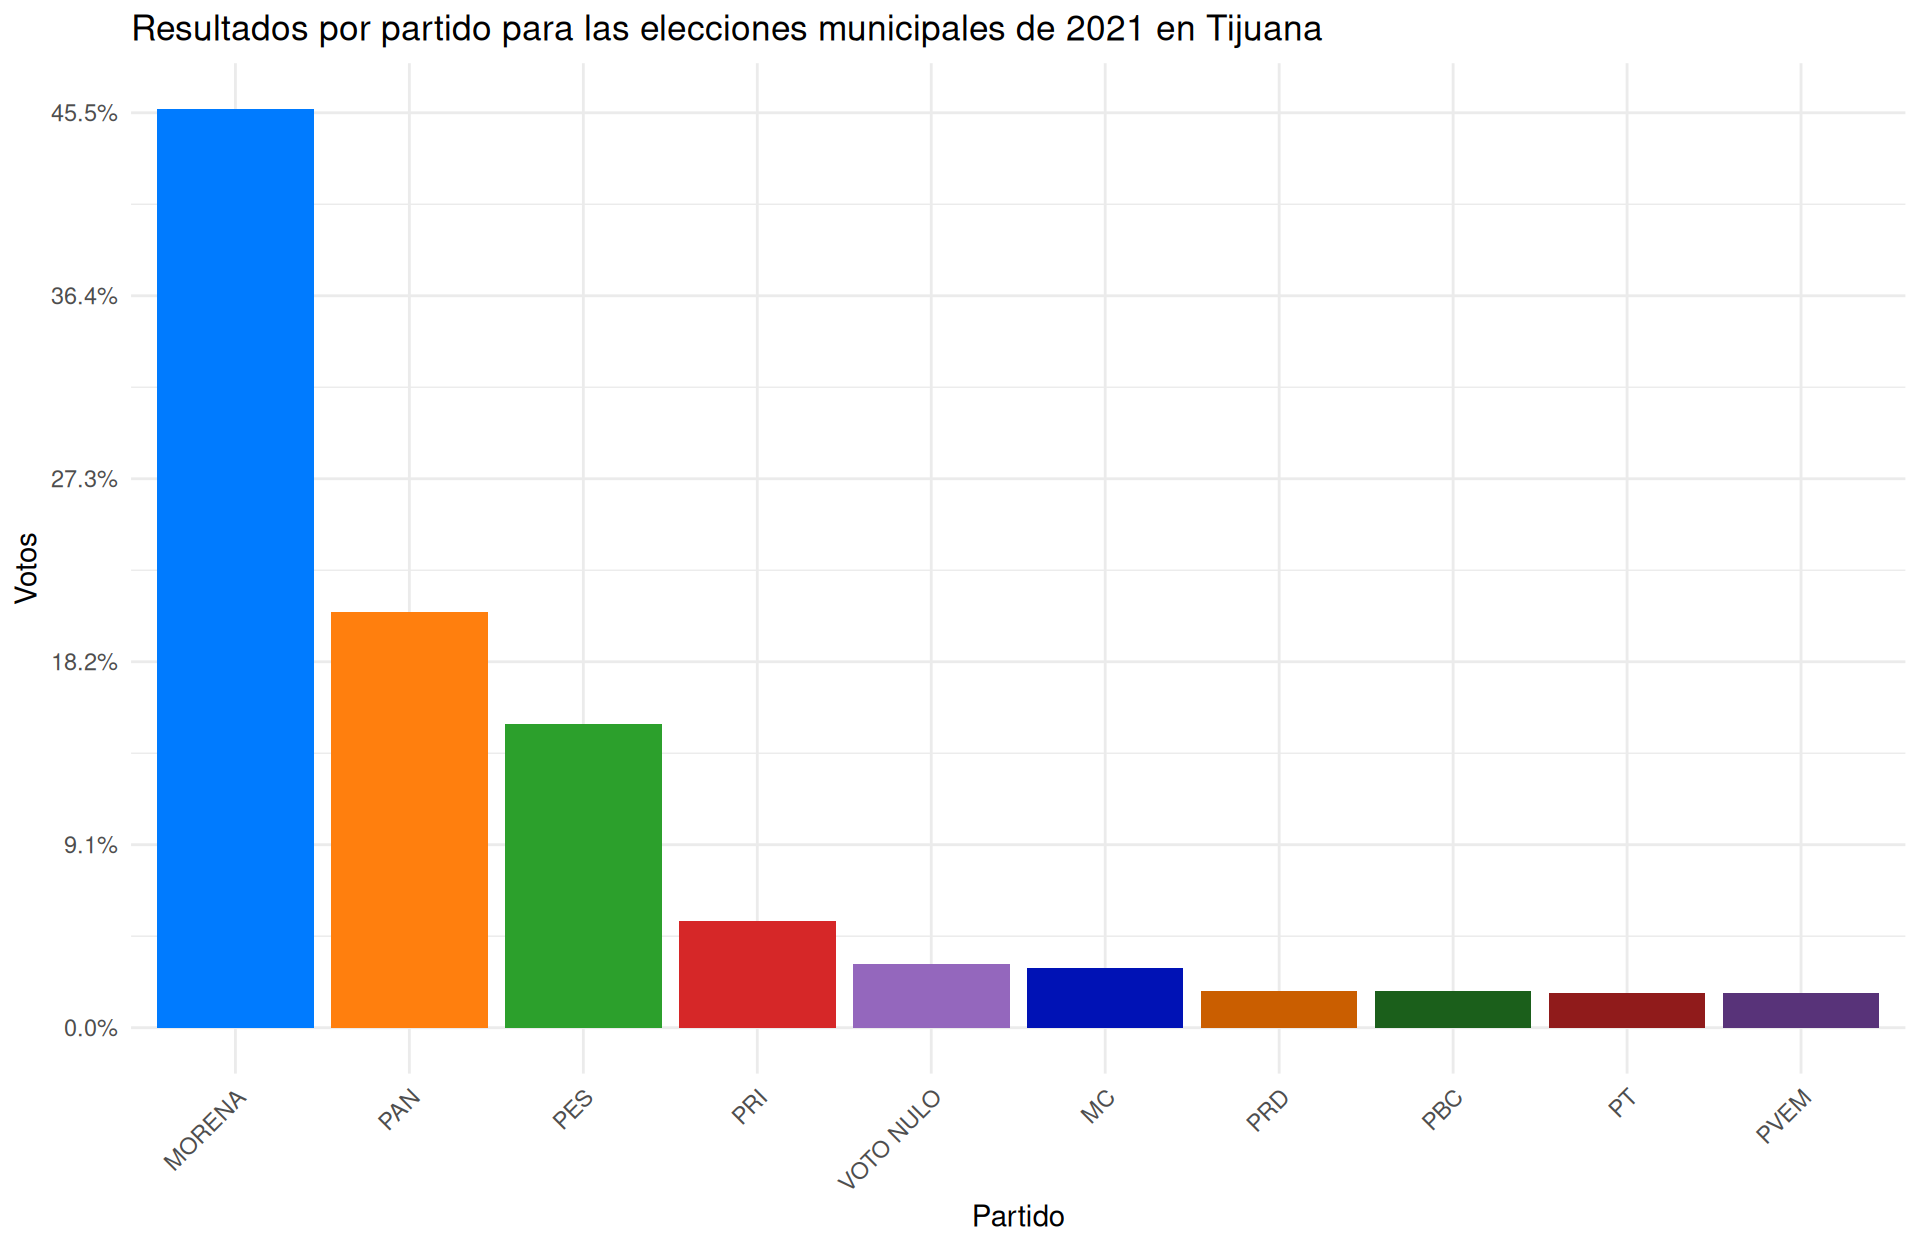 Resultados por partido para las elecciones municipales de 2021 en Tijuana
Votos
45.5%
36.4%
27.3%
18.2%
9.1%
0.0%
MORENA
PAN
PES
PRI
VOTO NULO
MC
PRD
PBC
PT
PVEM
Partido